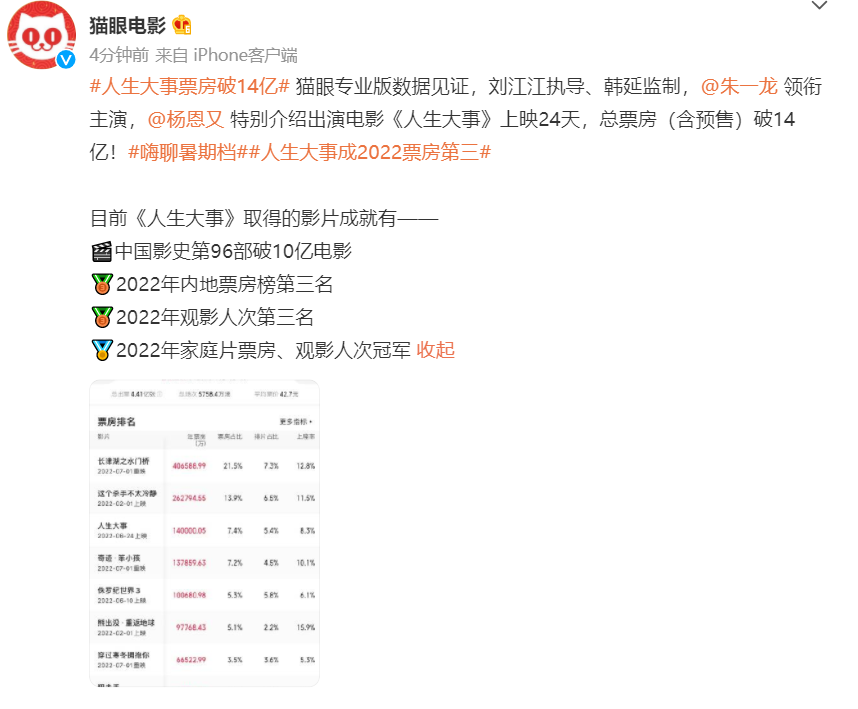 猫眼电影
4分钟前 来自 iPhone客户端
#人生大事票房破14亿# 猫眼专业版数据见证，刘江江执导、韩延监制，@朱一龙 领衔
主演，@杨恩又 特别介绍出演电影《人生大事》上映24天，总票房（含预售）破14
亿！#嗨聊暑期档##人生大事成2022票房第三#
目前《人生大事》取得的影片成就有——
中国影史第96部破10亿电影
2022年内地票房榜第三名
2022年观影人次第三名
2022年家庭片票房、观影人次冠军 收起
4.41亿 5758.4万 平均票价 42.7元
票房排名 更多指标
影片 年票房 票房占比 排片占比 上座率
(万)
长津湖之水门桥 406588.99 21.5% 7.3% 12.8%
2022-07-01重映
这个杀手不太冷静 262794.55 13.9% 6.5% 11.5%
2022-02-01上映
人生大事 140000.05 7.4% 5.4% 8.3%
2022-06-24上映
奇迹·笨小孩 137859.63 7.2% 4.5% 10.1%
2022-07-01重映
侏罗纪世界3 100680.98 5.3% 5.8% 6.1%
2022-06-10上映
熊出没·重返地球 97768.43 5.1% 2.2% 15.9%
2022-02-01上映
穿过寒冬拥抱你 66522.99 3.5% 3.6% 5.3%
2022-07-01重映